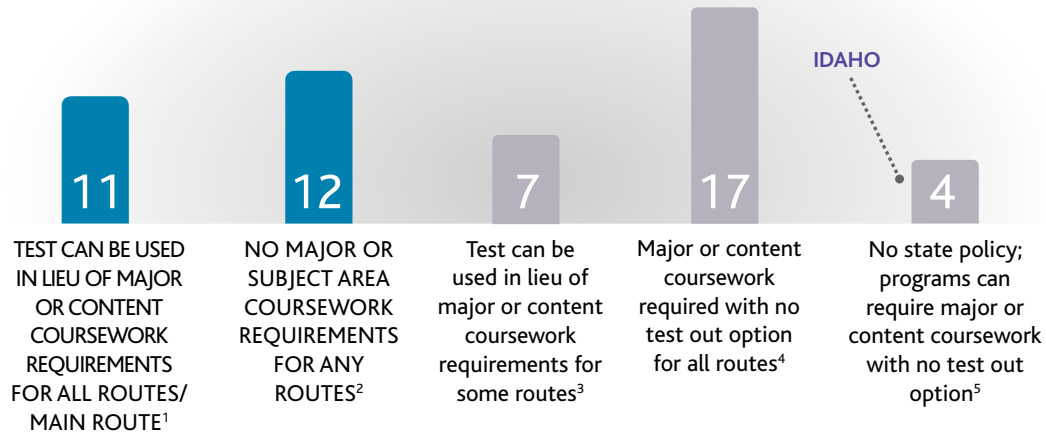 IDAHO
11
TEST CAN BE USED
IN LIEU OF MAJOR
OR CONTENT
COURSEWORK
REQUIREMENTS
FOR ALL ROUTES/
MAIN ROUTE¹
12
NO MAJOR OR
SUBJECT AREA
COURSEWORK
REQUIREMENTS
FOR ANY
ROUTES²
7
Test can be
used in lieu of
major or content
coursework
requirements for
some routes³
17
Major or content
coursework
required with no
test out option
for all routes⁴
4
No state policy;
programs can
require major or
content coursework
with no test out
option⁵